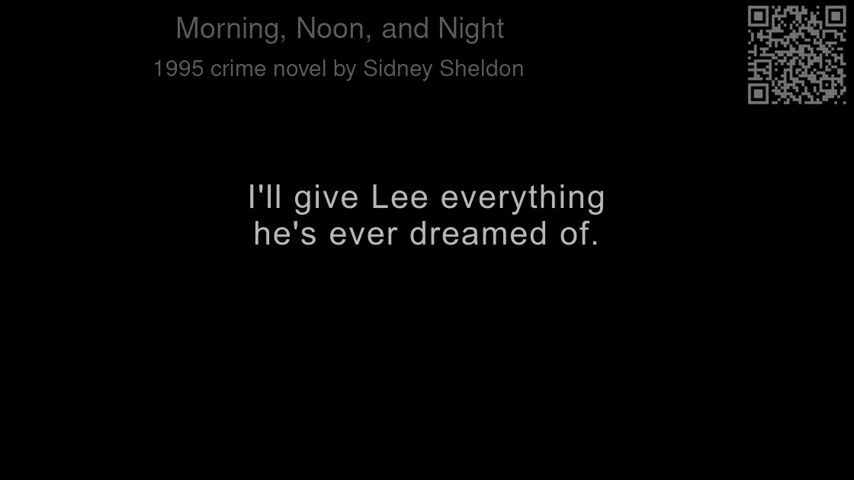 Morning, Noon, and Night
1995 crime novel by Sidney Sheldon
I'll give Lee everything
he's ever dreamed of.